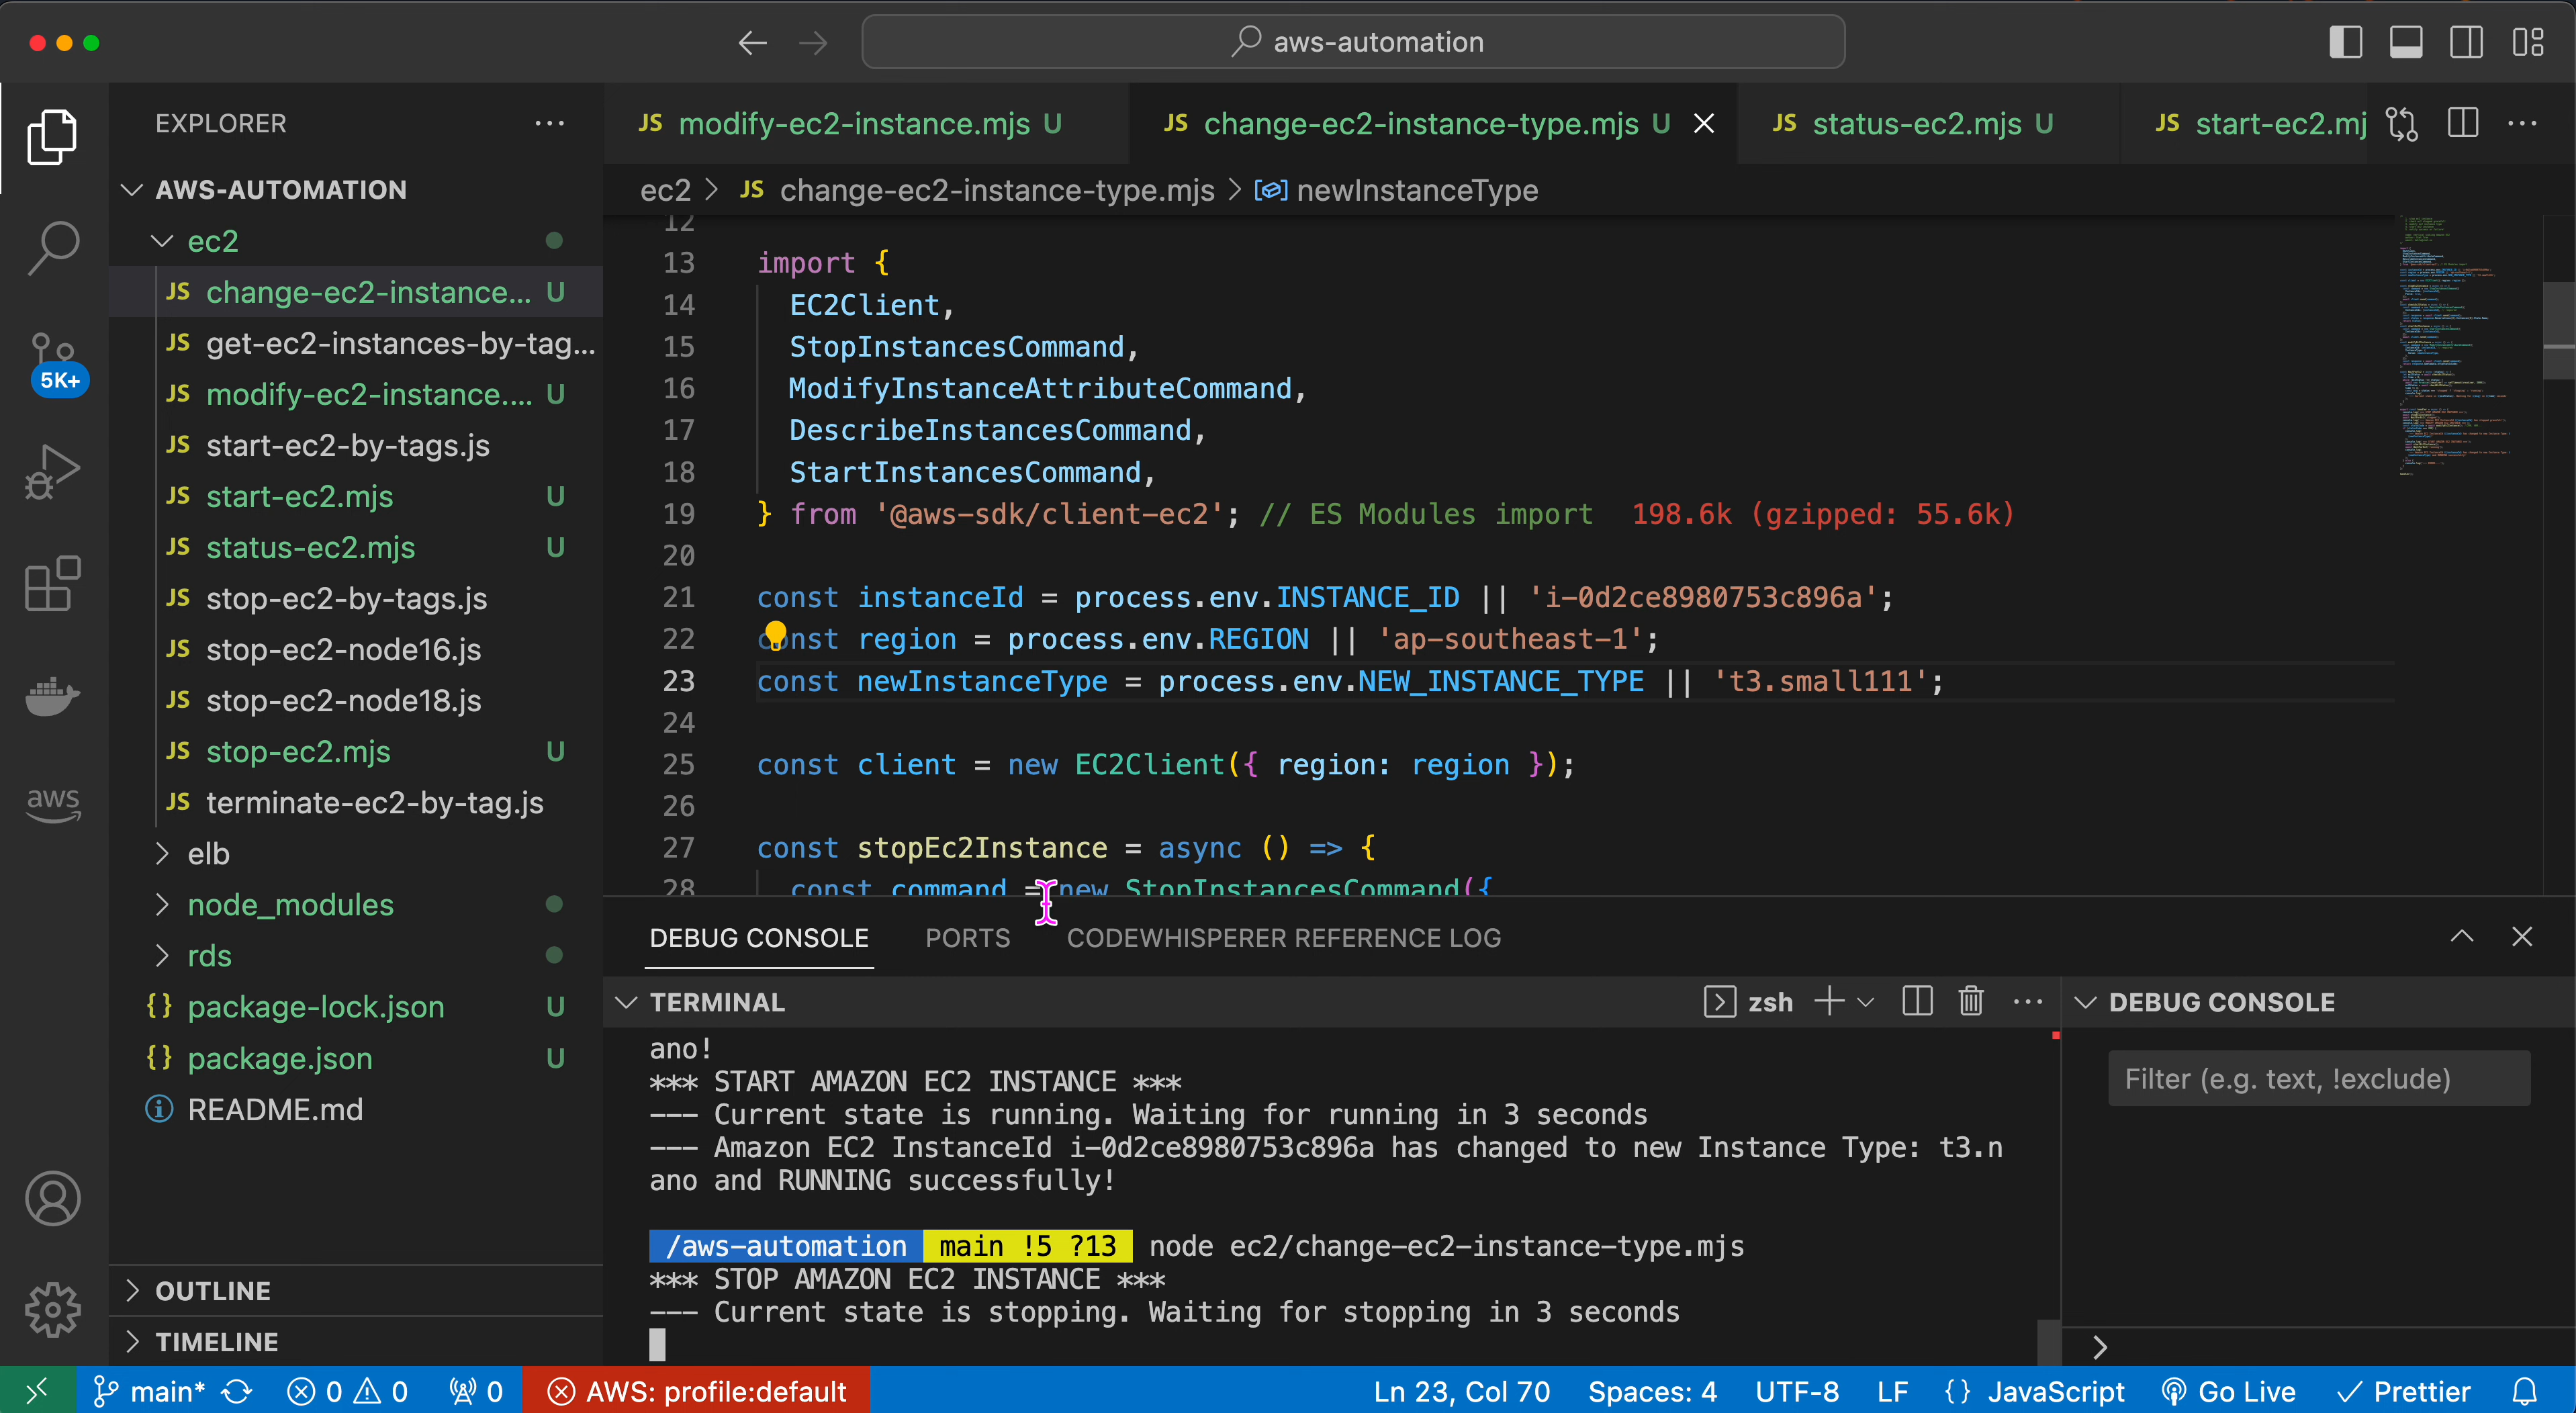 aws-automation
EXPLORER
JS modify-ec2-instance.mjs U
JS change-ec2-instance-type.mjs U
JS status-ec2.mjs U
JS start-ec2.mj
ec2 > JS change-ec2-instance-type.mjs > newInstanceType
AWS-AUTOMATION
ec2
JS change-ec2-instance... U
JS get-ec2-instances-by-tag...
JS modify-ec2-instance.... U
JS start-ec2-by-tags.js
JS start-ec2.mjs U
JS status-ec2.mjs U
JS stop-ec2-by-tags.js
JS stop-ec2-node16.js
JS stop-ec2-node18.js
JS stop-ec2.mjs U
JS terminate-ec2-by-tag.js
elb
node_modules
rds
{} package-lock.json U
{} package.json U
README.md
OUTLINE
TIMELINE
5K+
aws
12
13 import {
14 EC2Client,
15 StopInstancesCommand,
16 ModifyInstanceAttributeCommand,
17 DescribeInstancesCommand,
18 StartInstancesCommand,
19 } from '@aws-sdk/client-ec2'; // ES Modules import 198.6k (gzipped: 55.6k)
20
21 const instanceId = process.env.INSTANCE_ID || 'i-0d2ce8980753c896a';
22 const region = process.env.REGION || 'ap-southeast-1';
23 const newInstanceType = process.env.NEW_INSTANCE_TYPE || 't3.small111';
24
25 const client = new EC2Client({ region: region });
26
27 const stopEc2Instance = async () => {
28 const command = new StopInstancesCommand({
DEBUG CONSOLE PORTS CODEWHISPERER REFERENCE LOG
TERMINAL
zsh
ano!
*** START AMAZON EC2 INSTANCE ***
--- Current state is running. Waiting for running in 3 seconds
--- Amazon EC2 InstanceId i-0d2ce8980753c896a has changed to new Instance Type: t3.n
ano and RUNNING successfully!
/aws-automation main !5 ?13 node ec2/change-ec2-instance-type.mjs
*** STOP AMAZON EC2 INSTANCE ***
--- Current state is stopping. Waiting for stopping in 3 seconds
DEBUG CONSOLE
Filter (e.g. text, !exclude)
main* 0 0 0 AWS: profile:default Ln 23, Col 70 Spaces: 4 UTF-8 LF {} JavaScript Go Live Prettier